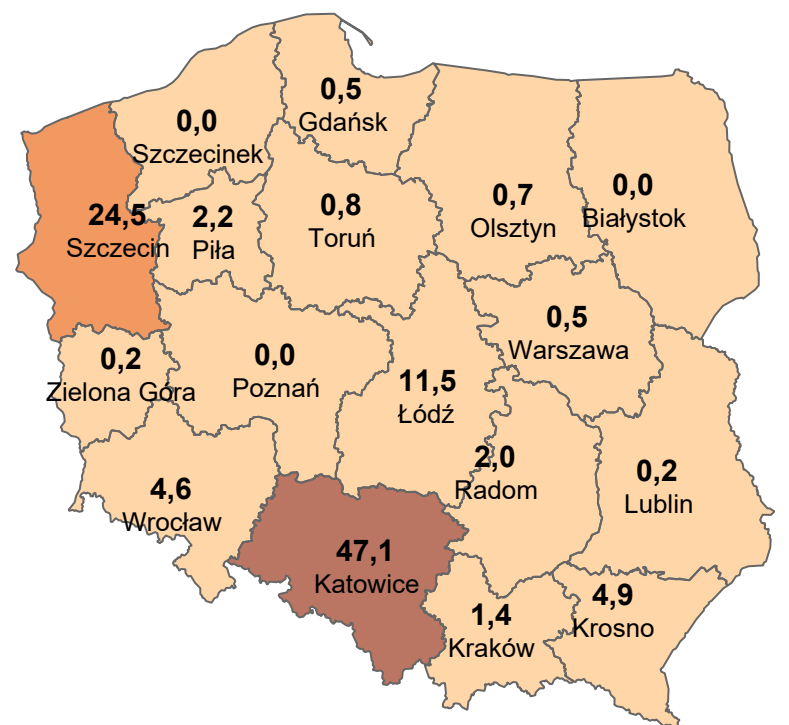 0,5
Gdańsk
0,0
Szczecinek
0,7
Olsztyn
0,0
Białystok
24,5
Szczecin
2,2
Piła
0,8
Toruń
0,5
Warszawa
0,2
Zielona Góra
0,0
Poznań
11,5
Łódź
2,0
Radom
0,2
Lublin
4,6
Wrocław
47,1
Katowice
1,4
Kraków
4,9
Krosno